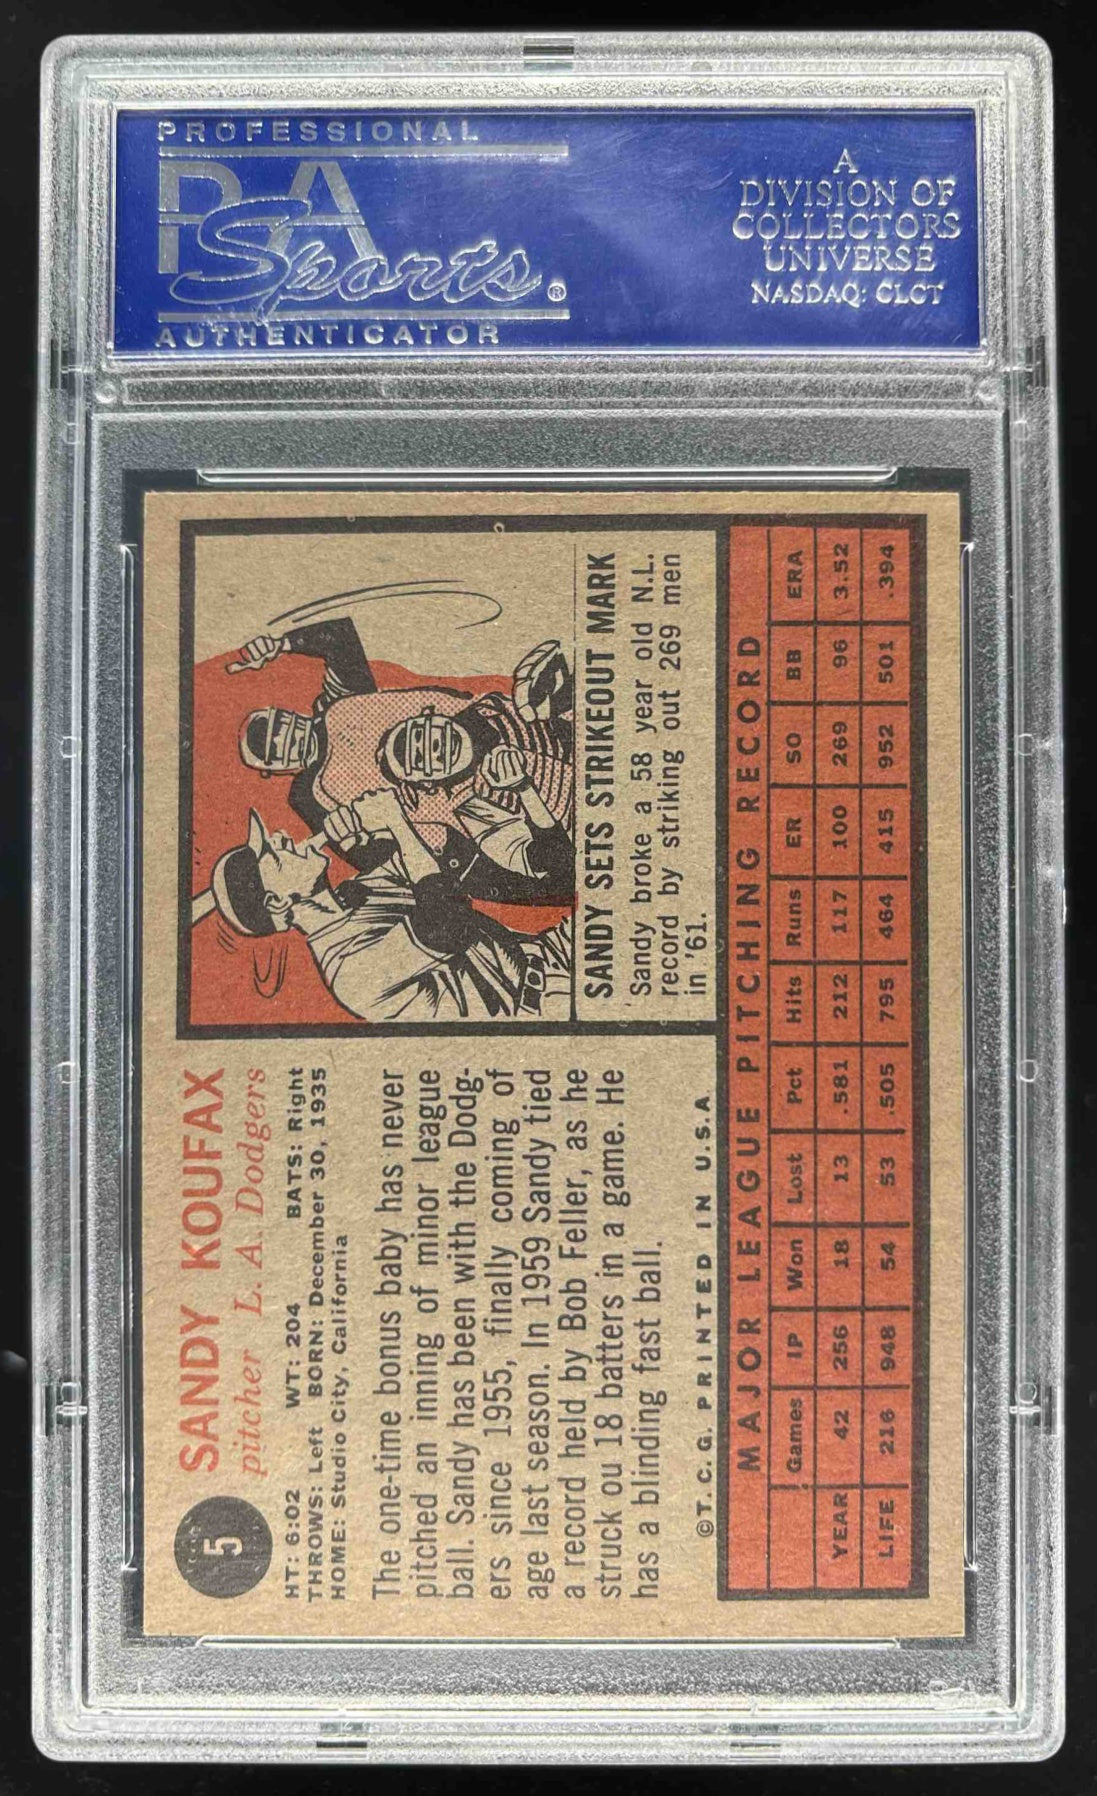 PROFESSIONAL
PSA
Sports®
AUTHENTICATOR
A
DIVISION OF
COLLECTORS
UNIVERSE
NASDAQ: CLCT
5
SANDY KOUFAX
pitcher L. A. Dodgers
HT: 6:02 WT: 204 BATS: Right
THROWS: Left BORN: December 30, 1935
HOME: Studio City, California
The one-time bonus baby has never
pitched an inning of minor league
ball. Sandy has been with the Dodg-
ers since 1955, finally coming of
age last season. In 1959 Sandy tied
a record held by Bob Feller, as he
struck ou 18 batters in a game. He
has a blinding fast ball.
©T. C. G. PRINTED IN U.S.A.
SANDY SETS STRIKEOUT MARK
Sandy broke a 58 year old N.L.
record by striking out 269 men
in '61.
MAJOR LEAGUE PITCHING RECORD
Games IP Won Lost Pct Hits Runs ER SO BB ERA
YEAR 42 256 18 13 .581 212 117 100 269 96 3.52
LIFE 216 948 54 53 .505 795 464 415 952 501 .394